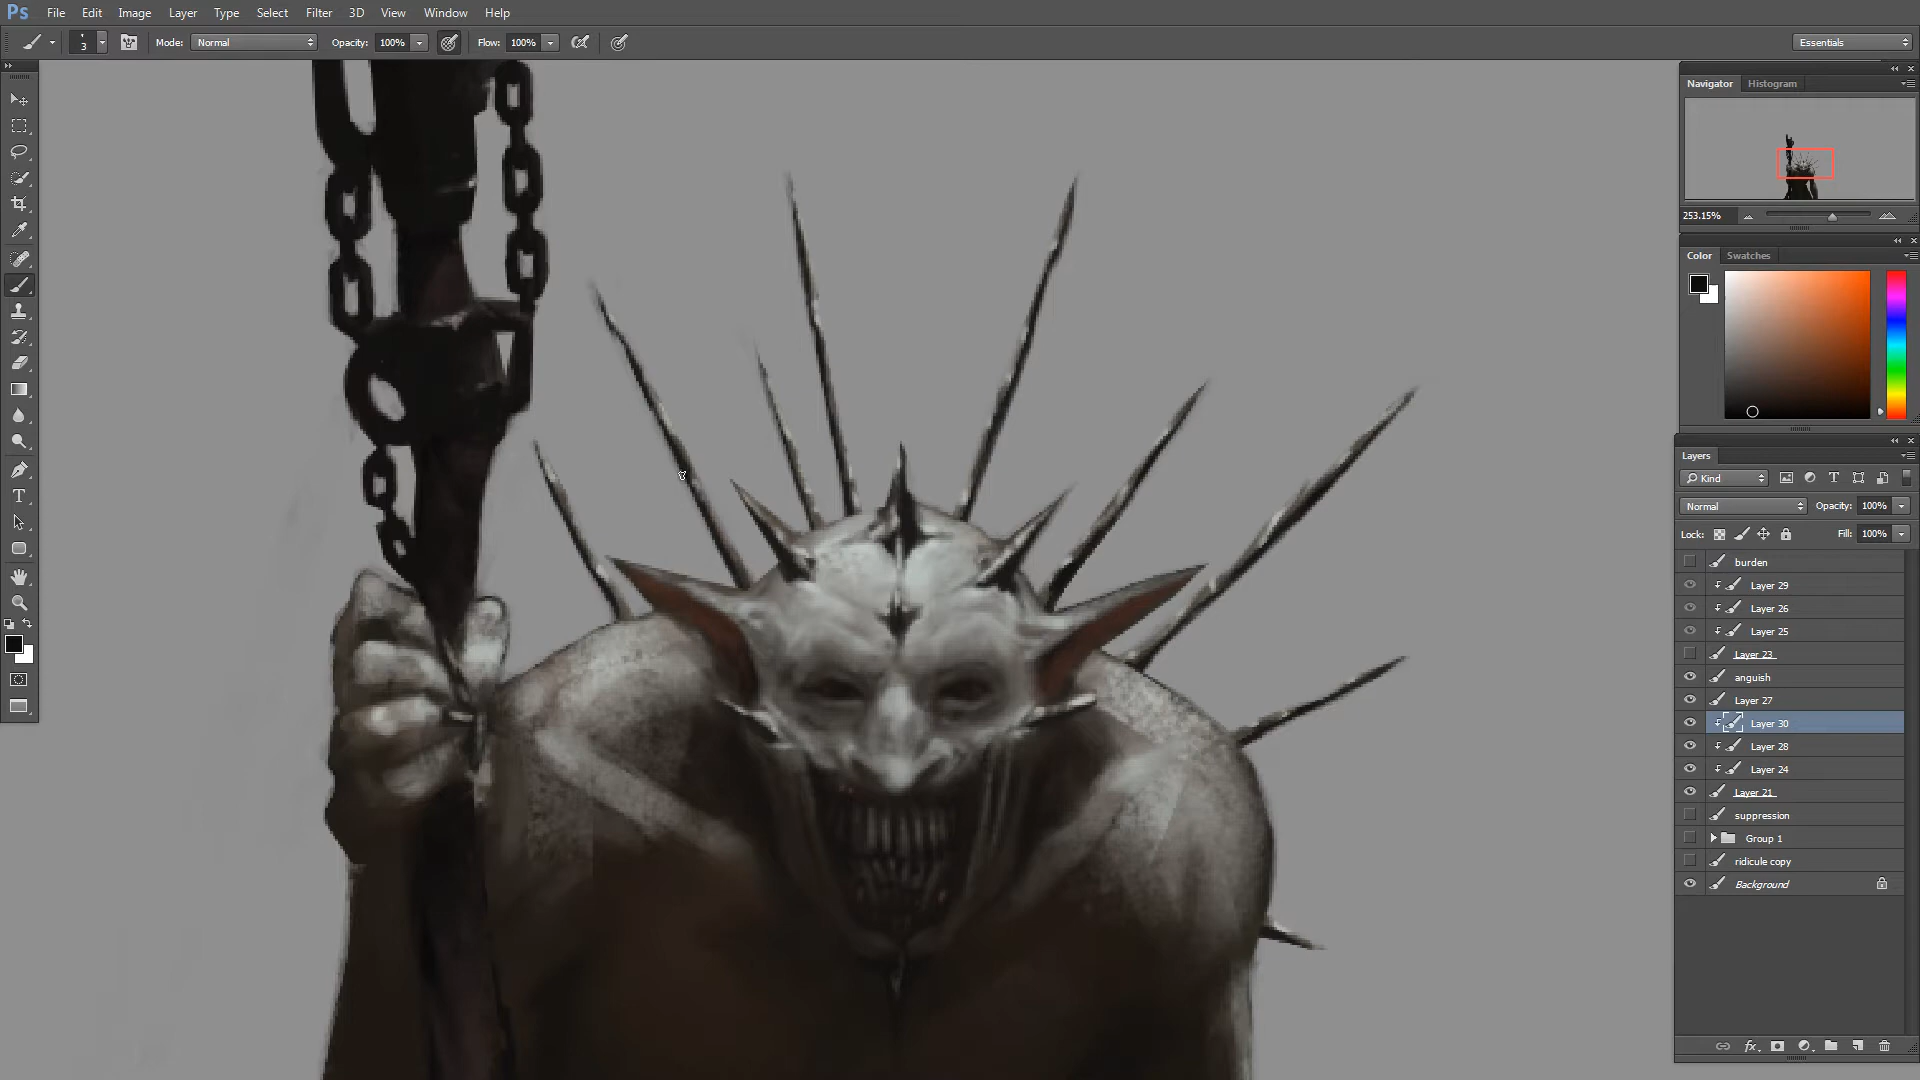 Ps File Edit Image Layer Type Select Filter 3D View Window Help
3 Mode: Normal Opacity: 100% Flow: 100% Essentials
Navigator Histogram
253.15%
Color Swatches
Layers
Kind
Normal Opacity: 100%
Lock: Fill: 100%
burden
Layer 29
Layer 26
Layer 25
Layer 23
anguish
Layer 27
Layer 30
Layer 28
Layer 24
Layer 21
suppression
Group 1
ridicule copy
Background